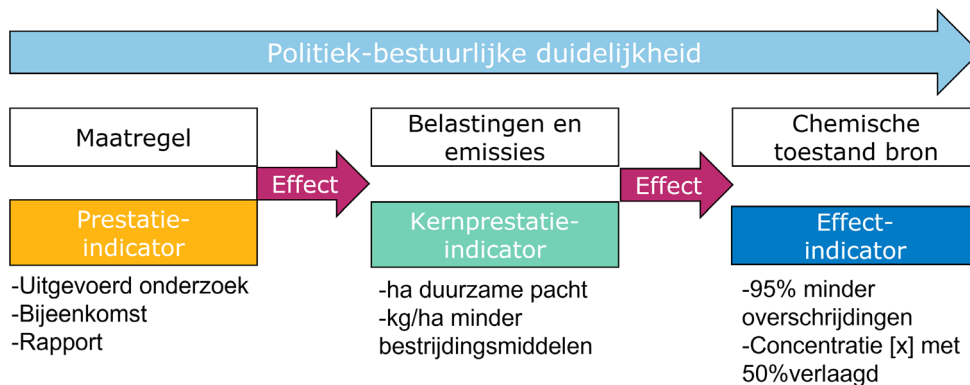 Politiek-bestuurlijke duidelijkheid
Maatregel
Effect
Belastingen en
emissies
Effect
Chemische
toestand bron
Prestatie-
indicator
Kernprestatie-
indicator
Effect-
indicator
-Uitgevoerd onderzoek
-Bijeenkomst
-Rapport
-ha duurzame pacht
-kg/ha minder
bestrijdingsmiddelen
-95% minder
overschrijdingen
-Concentratie [x] met
50%verlaagd